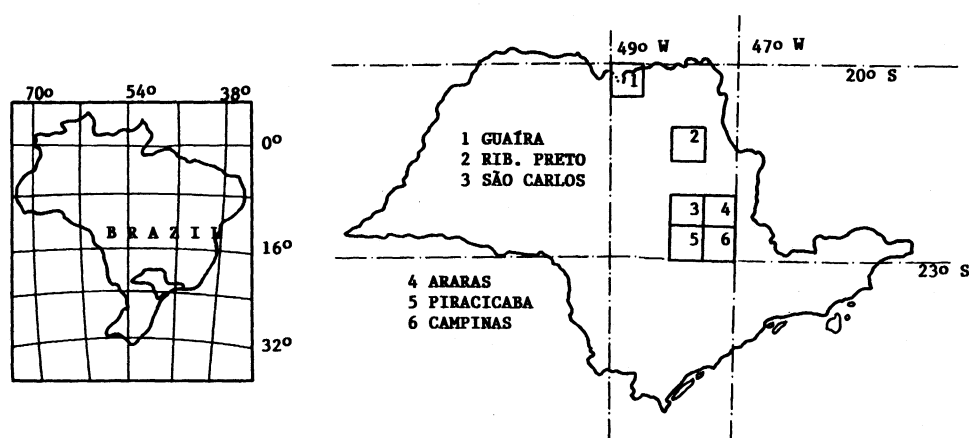 70º 54º 38º
0º
BRAZIL
16º
32º
49º W 47º W
20º S
1
2
1 GUAÍRA
2 RIB. PRETO
3 SÃO CARLOS
3 4
5 6
23º S
4 ARARAS
5 PIRACICABA
6 CAMPINAS